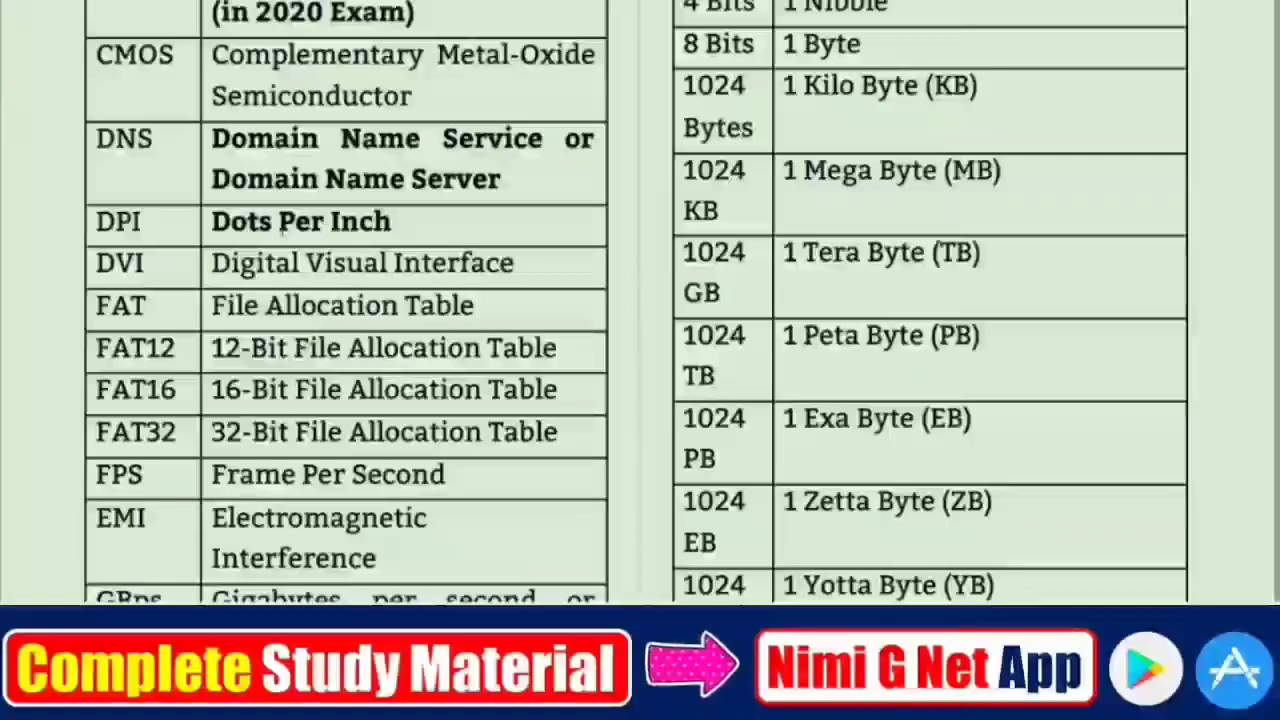 (in 2020 Exam)
CMOS Complementary Metal-Oxide
Semiconductor
DNS Domain Name Service or
Domain Name Server
DPI Dots Per Inch
DVI Digital Visual Interface
FAT File Allocation Table
FAT12 12-Bit File Allocation Table
FAT16 16-Bit File Allocation Table
FAT32 32-Bit File Allocation Table
FPS Frame Per Second
EMI Electromagnetic
Interference
GBps Gigabytes per second or
4 Bits 1 Nibble
8 Bits 1 Byte
1024 1 Kilo Byte (KB)
Bytes
1024 1 Mega Byte (MB)
KB
1024 1 Tera Byte (TB)
GB
1024 1 Peta Byte (PB)
TB
1024 1 Exa Byte (EB)
PB
1024 1 Zetta Byte (ZB)
EB
1024 1 Yotta Byte (YB)
Complete Study Material Nimi G Net App